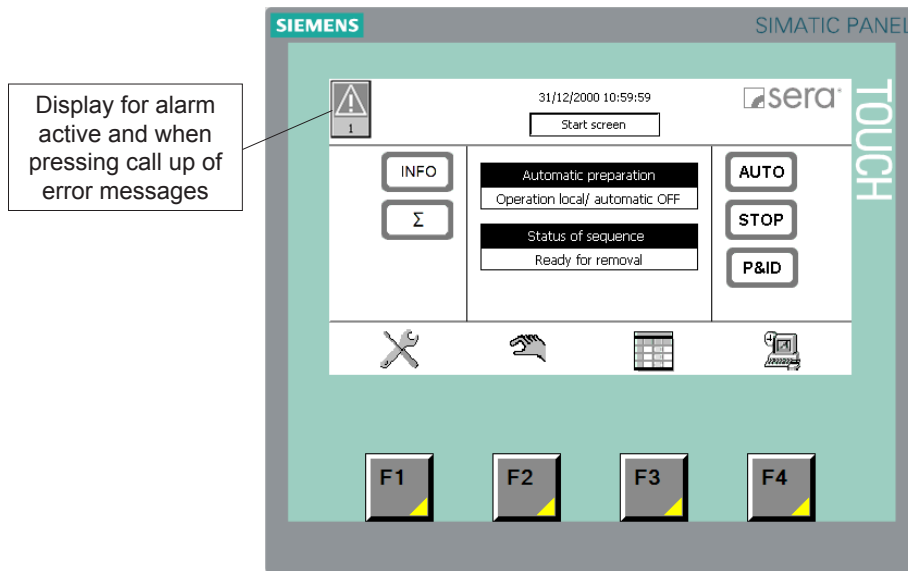 SIEMENS
SIMATIC PANEL
TOUCH
Display for alarm
active and when
pressing call up of
error messages
1
31/12/2000 10:59:59
Start screen
sera
INFO
Σ
Automatic preparation
Operation local/ automatic OFF
Status of sequence
Ready for removal
AUTO
STOP
P&ID
F1
F2
F3
F4